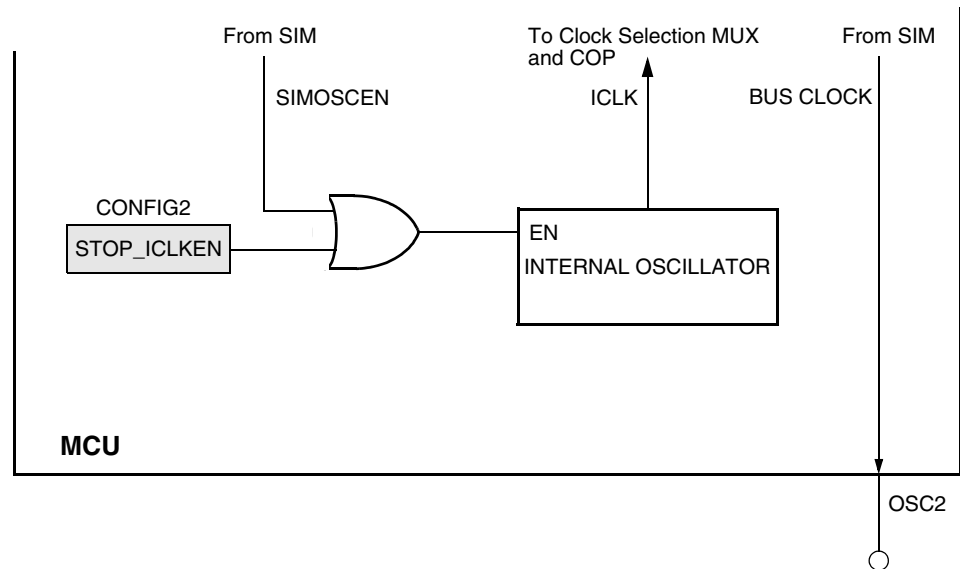 From SIM
To Clock Selection MUX
and COP
From SIM
SIMOSCEN
ICLK
BUS CLOCK
CONFIG2
STOP_ICLKEN
EN
INTERNAL OSCILLATOR
MCU
OSC2